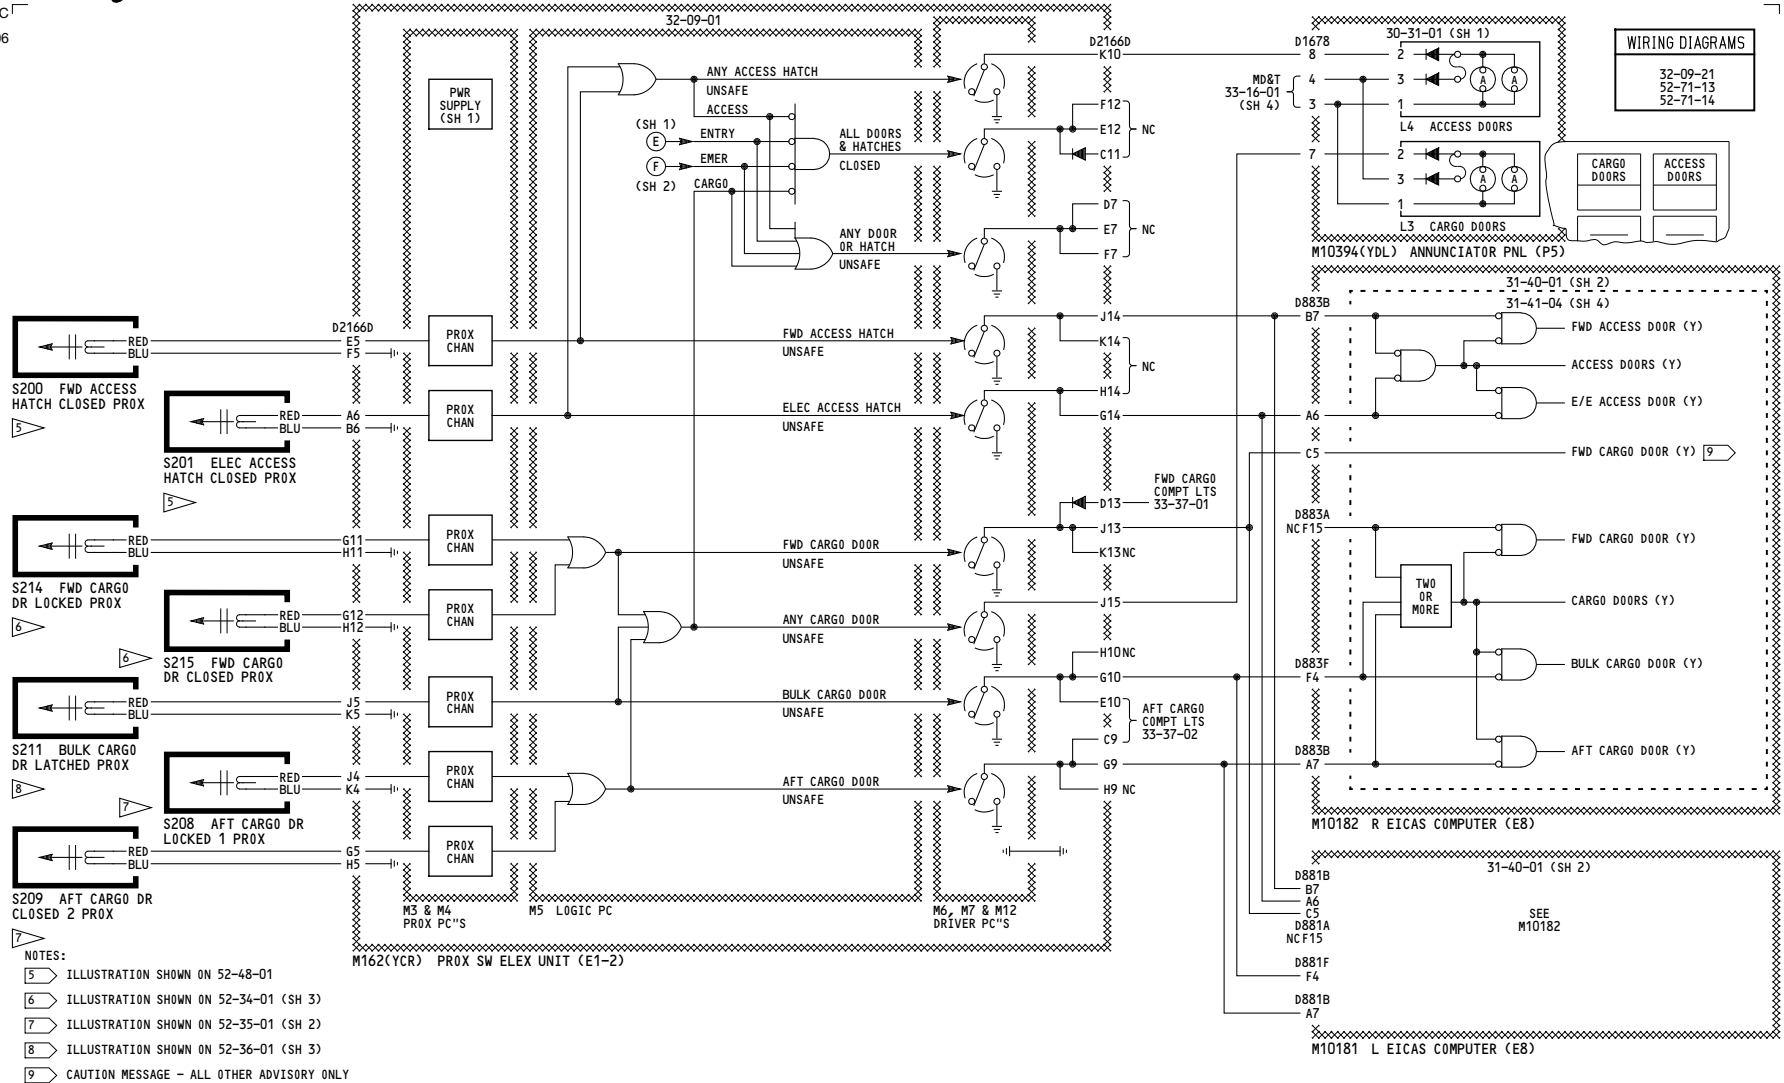 C
06
32-09-01
PWR
SUPPLY
(SH 1)
ANY ACCESS HATCH
UNSAFE
ACCESS
(SH 1)
E
ENTRY
F
EMER
(SH 2)
CARGO
ALL DOORS
& HATCHES
CLOSED
ANY DOOR
OR HATCH
UNSAFE
D2166D
K10
F12
E12
C11
NC
D7
E7
F7
NC
D1678
8
MD&T
33-16-01
(SH 4)
4
3
7
30-31-01 (SH 1)
2
3
1
A A
L4 ACCESS DOORS
2
3
1
A A
L3 CARGO DOORS
M10394(YDL) ANNUNCIATOR PNL (P5)
WIRING DIAGRAMS
32-09-21
52-71-13
52-71-14
CARGO
DOORS
ACCESS
DOORS
RED
BLU
S200 FWD ACCESS
HATCH CLOSED PROX
5
D2166D
E5
F5
PROX
CHAN
FWD ACCESS HATCH
UNSAFE
J14
K14
NC
H14
G14
RED
BLU
A6
B6
S201 ELEC ACCESS
HATCH CLOSED PROX
5
PROX
CHAN
ELEC ACCESS HATCH
UNSAFE
RED
BLU
G11
H11
S214 FWD CARGO
DR LOCKED PROX
6
PROX
CHAN
FWD CARGO DOOR
UNSAFE
D13
FWD CARGO
COMPT LTS
33-37-01
J13
K13 NC
RED
BLU
G12
H12
6
S215 FWD CARGO
DR CLOSED PROX
PROX
CHAN
ANY CARGO DOOR
UNSAFE
J15
RED
BLU
J5
K5
S211 BULK CARGO
DR LATCHED PROX
8
PROX
CHAN
BULK CARGO DOOR
UNSAFE
H10 NC
G10
E10
C9
AFT CARGO
COMPT LTS
33-37-02
RED
BLU
J4
K4
7
S208 AFT CARGO DR
LOCKED 1 PROX
PROX
CHAN
AFT CARGO DOOR
UNSAFE
G9
H9 NC
RED
BLU
G5
H5
S209 AFT CARGO DR
CLOSED 2 PROX
7
PROX
CHAN
M3 & M4
PROX PC"S
M5 LOGIC PC
M6, M7 & M12
DRIVER PC"S
M162(YCR) PROX SW ELEX UNIT (E1-2)
31-40-01 (SH 2)
31-41-04 (SH 4)
D883B
B7
A6
C5
D883A
NC F15
D883F
F4
D883B
A7
TWO
OR
MORE
FWD ACCESS DOOR (Y)
ACCESS DOORS (Y)
E/E ACCESS DOOR (Y)
FWD CARGO DOOR (Y) 9
FWD CARGO DOOR (Y)
CARGO DOORS (Y)
BULK CARGO DOOR (Y)
AFT CARGO DOOR (Y)
M10182 R EICAS COMPUTER (E8)
31-40-01 (SH 2)
D881B
B7
A6
C5
D881A
NC F15
D881F
F4
D881B
A7
SEE
M10182
M10181 L EICAS COMPUTER (E8)
NOTES:
5 ILLUSTRATION SHOWN ON 52-48-01
6 ILLUSTRATION SHOWN ON 52-34-01 (SH 3)
7 ILLUSTRATION SHOWN ON 52-35-01 (SH 2)
8 ILLUSTRATION SHOWN ON 52-36-01 (SH 3)
9 CAUTION MESSAGE - ALL OTHER ADVISORY ONLY